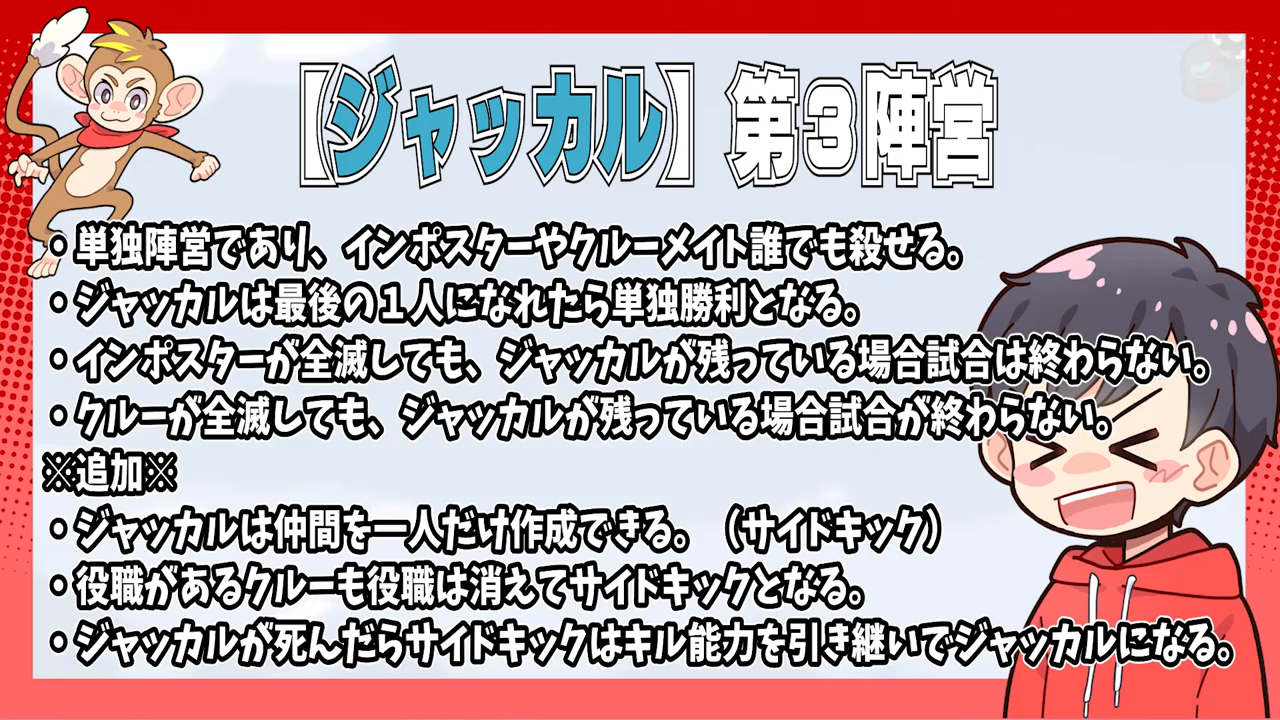 【ジャッカル】第３陣営
・単独陣営であり、インポスターやクルーメイト誰でも殺せる。
・ジャッカルは最後の１人になれたら単独勝利となる。
・インポスターが全滅しても、ジャッカルが残っている場合試合は終わらない。
・クルーが全滅しても、ジャッカルが残っている場合試合が終わらない。
※追加※
・ジャッカルは仲間を一人だけ作成できる。（サイドキック）
・役職があるクルーも役職は消えてサイドキックとなる。
・ジャッカルが死んだらサイドキックはキル能力を引き継いでジャッカルになる。